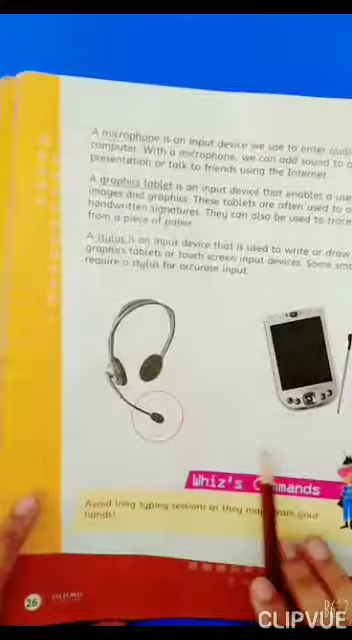 A microphone is an input device we use to enter audi
computer. With a microphone, we can add sound to a
presentation or talk to friends using the Internet.
A graphics tablet is an input device that enables a use
images and graphics. These tablets are often used to
handwritten signatures. They can also be used to trace
from a piece of paper.
A stylus is an input device that is used to write or draw
graphics tablets or touch screen input devices. Some sma
require a stylus for accurate input.
Whiz's Commands
Avoid long typing sessions as they may your
hands!
26 OXFORD
CLIPVUE